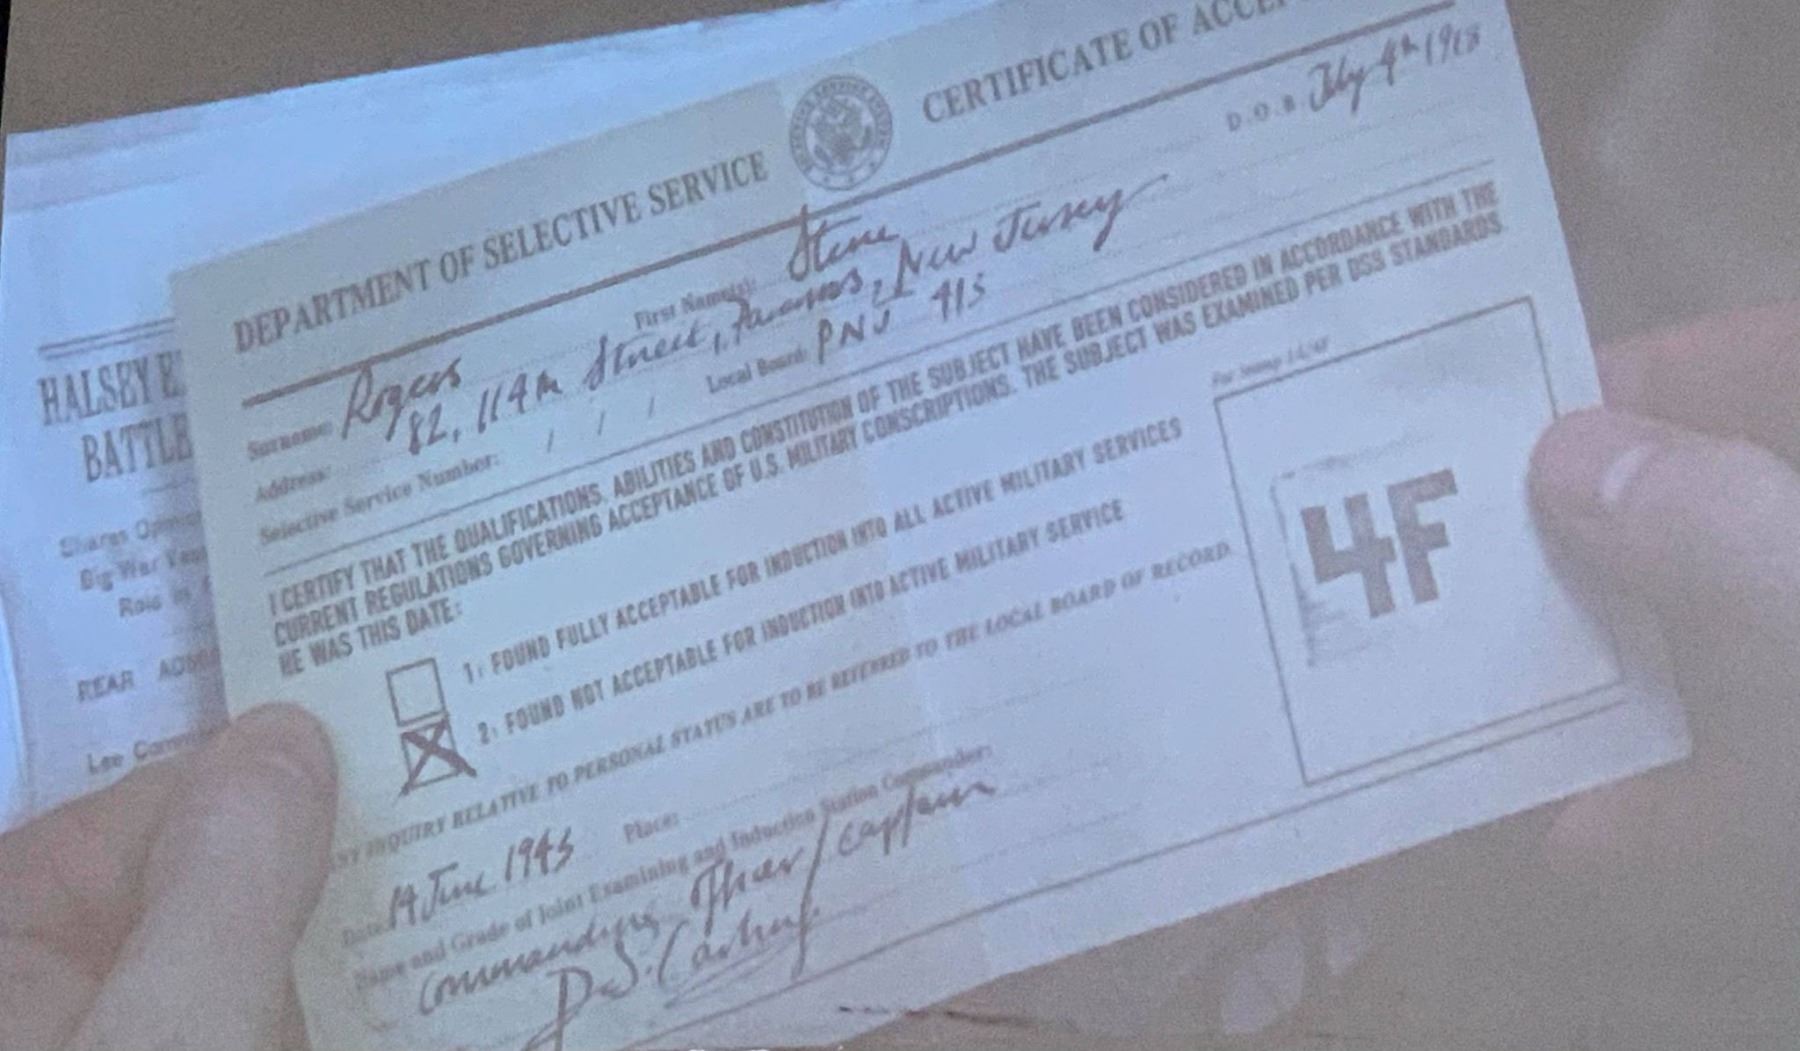 DEPARTMENT OF SELECTIVE SERVICE
CERTIFICATE OF
D.O.B. July 4th 1918
Surname: Rogers First Name(s): Steve
Address: 82, 114th Street, Paramus, New Jersey
Selective Service Number: / / / Local Board: PNJ 415
I CERTIFY THAT THE QUALIFICATIONS, ABILITIES AND CONSTITUTION OF THE SUBJECT HAVE BEEN CONSIDERED IN ACCORDANCE WITH THE
CURRENT REGULATIONS GOVERNING ACCEPTANCE OF U.S. MILITARY CONSCRIPTIONS. THE SUBJECT WAS EXAMINED PER DSS STANDARDS
HE WAS THIS DATE:
1: FOUND FULLY ACCEPTABLE FOR INDUCTION INTO ALL ACTIVE MILITARY SERVICES
2: FOUND NOT ACCEPTABLE FOR INDUCTION INTO ACTIVE MILITARY SERVICE
INQUIRY RELATIVE TO PERSONAL STATUS ARE TO BE REFERRED TO THE LOCAL BOARD OF RECORD
4F
Date: 14 June 1943 Place:
Name and Grade of Joint Examining and Induction Station Commander:
Commanding Officer / Captain
HALSEY
BATTLE
Big War
REAR
Lee